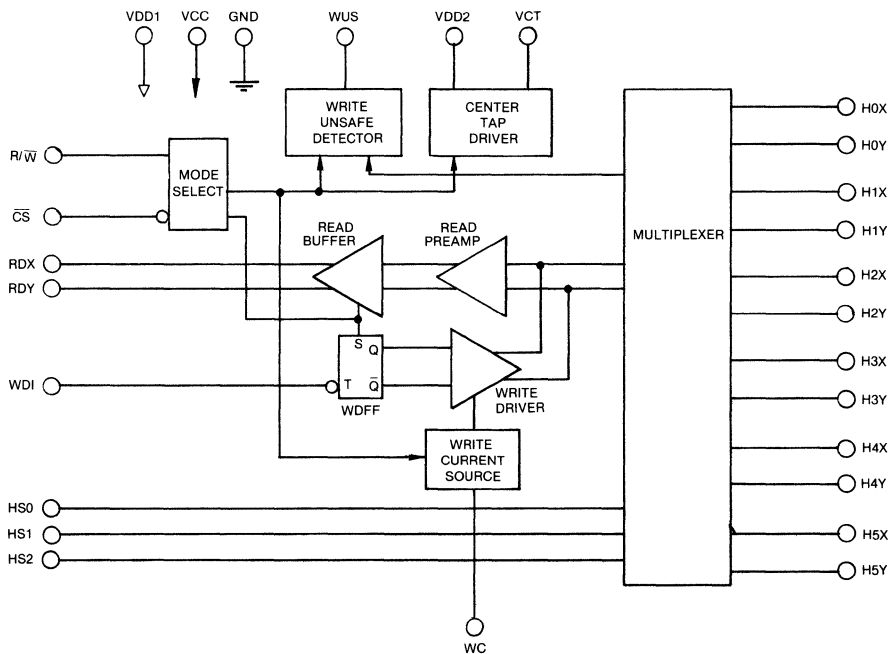 VDD1 VCC GND WUS VDD2 VCT
WRITE
UNSAFE
DETECTOR
CENTER
TAP
DRIVER
R/W̅
C̅S̅
MODE
SELECT
RDX
RDY
READ
BUFFER
READ
PREAMP
MULTIPLEXER
WDI
S Q
T Q̅
WDFF
WRITE
DRIVER
WRITE
CURRENT
SOURCE
HS0
HS1
HS2
WC
H0X
H0Y
H1X
H1Y
H2X
H2Y
H3X
H3Y
H4X
H4Y
H5X
H5Y